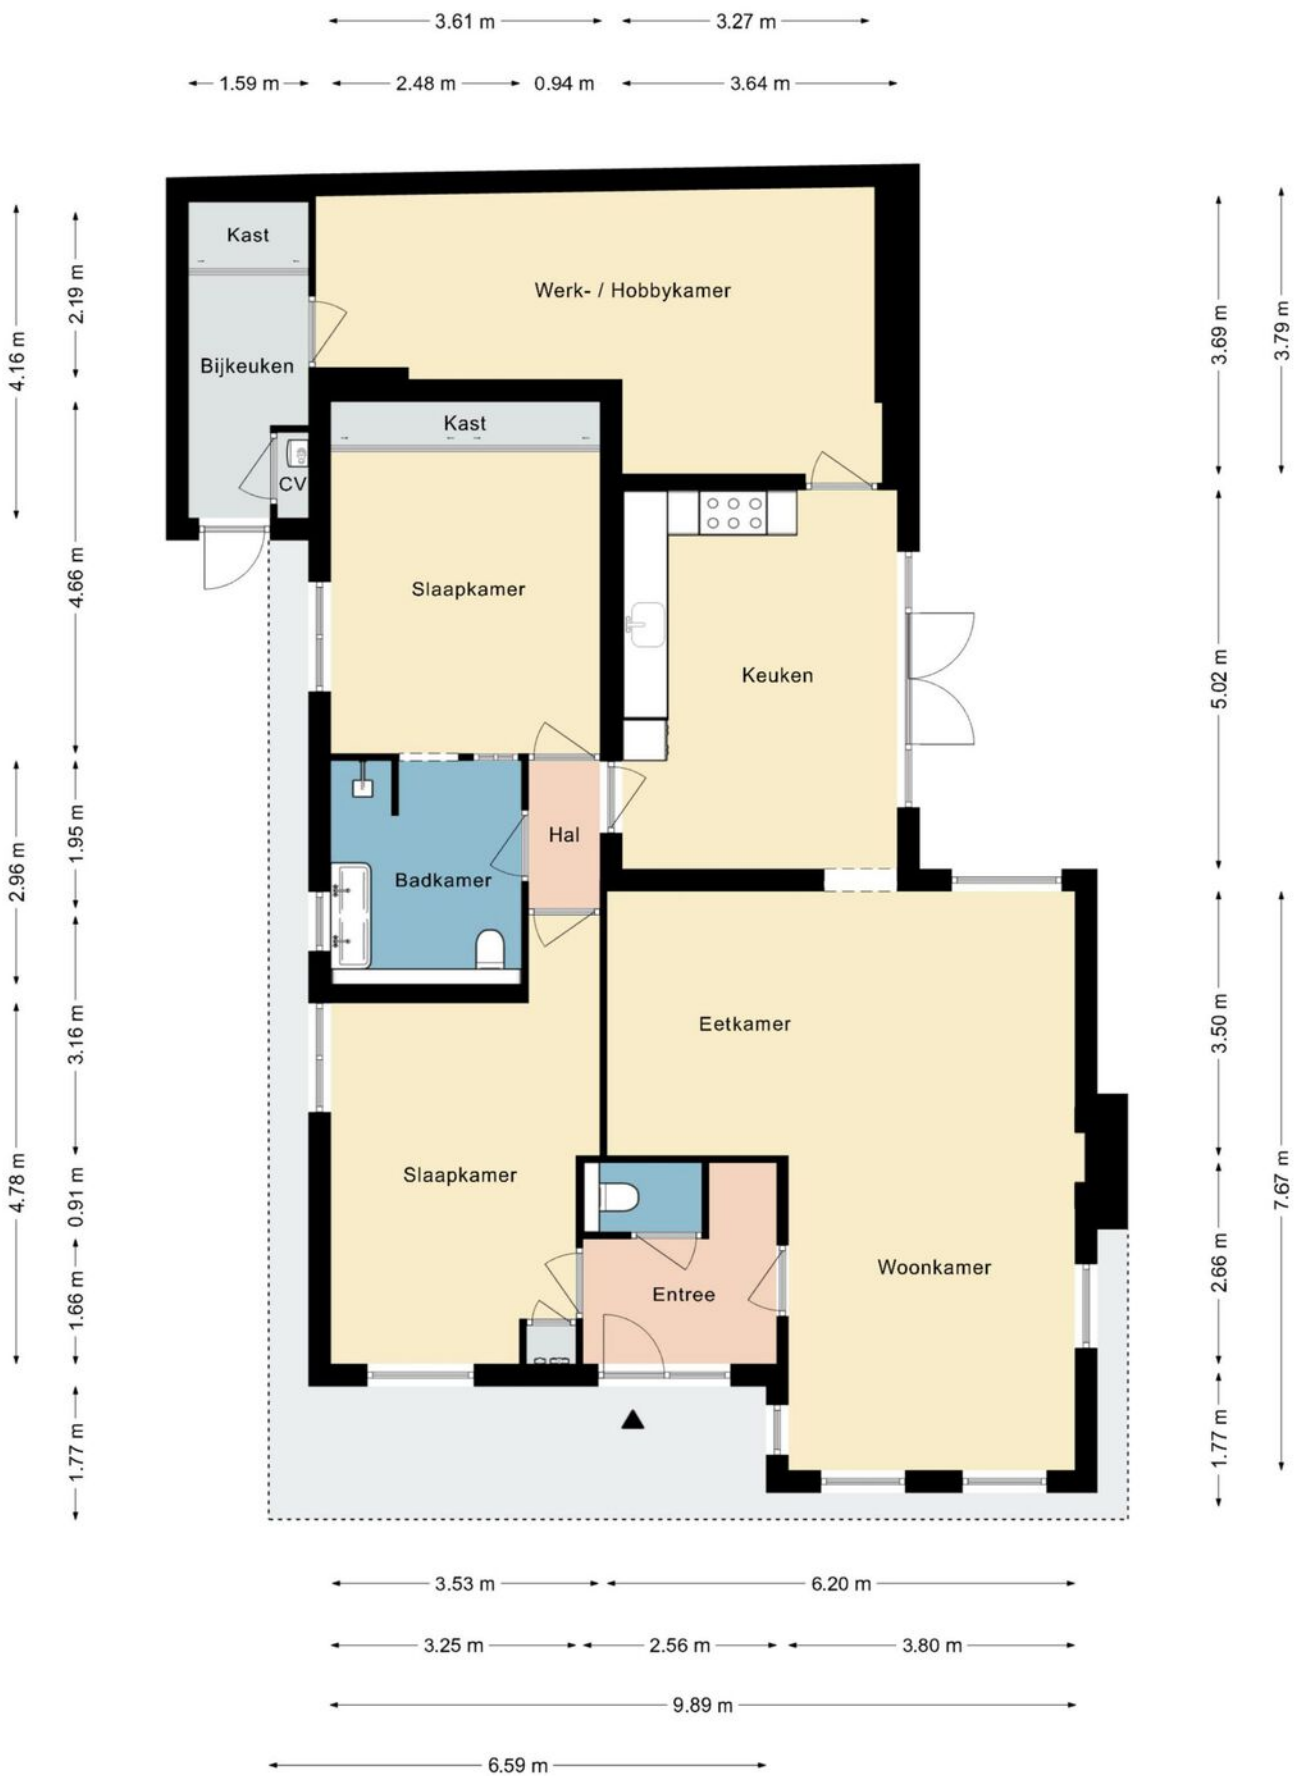 3.61 m 3.27 m
1.59 m 2.48 m 0.94 m 3.64 m
4.16 m
2.19 m
Kast
Werk- / Hobbykamer
3.69 m
3.79 m
Bijkeuken
Kast
CV
4.66 m
Slaapkamer
Keuken
5.02 m
2.96 m
1.95 m
Hal
Badkamer
3.16 m
Eetkamer
3.50 m
4.78 m
0.91 m
Slaapkamer
7.67 m
1.66 m
Entree
Woonkamer
2.66 m
1.77 m
1.77 m
3.53 m 6.20 m
3.25 m 2.56 m 3.80 m
9.89 m
6.59 m